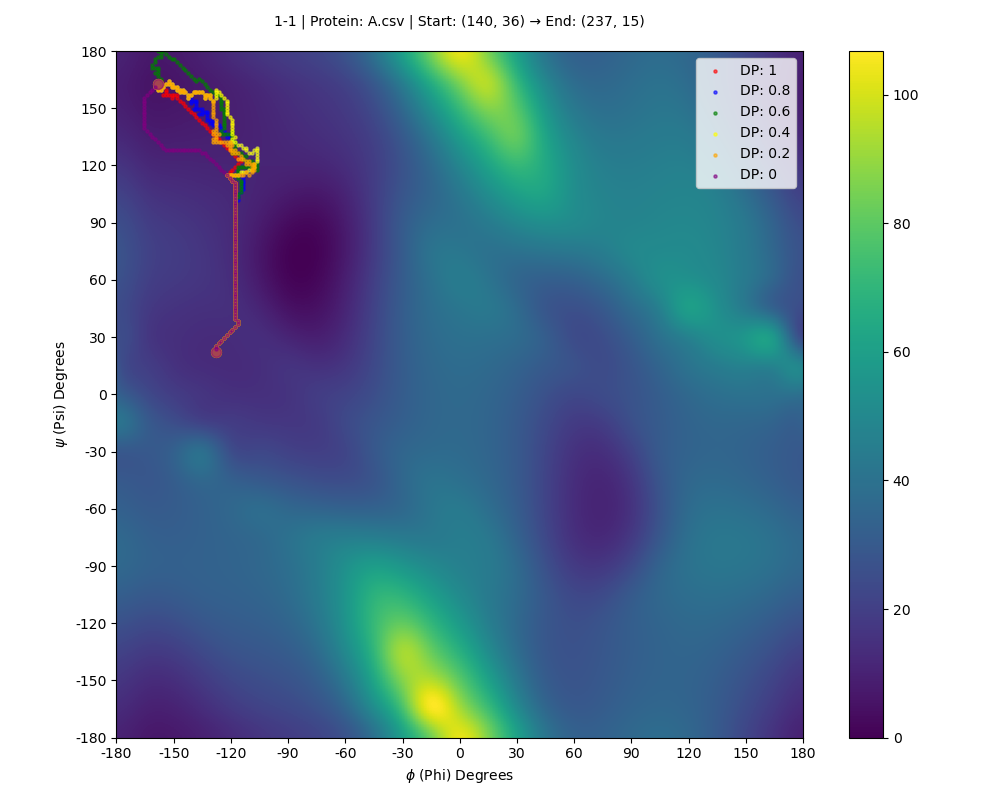 1-1 | Protein: A.csv | Start: (140, 36) → End: (237, 15)
DP: 1
DP: 0.8
DP: 0.6
DP: 0.4
DP: 0.2
DP: 0
180
150
120
90
60
30
0
-30
-60
-90
-120
-150
-180
ψ (Psi) Degrees
-180 -150 -120 -90 -60 -30 0 30 60 90 120 150 180
ϕ (Phi) Degrees
100
80
60
40
20
0